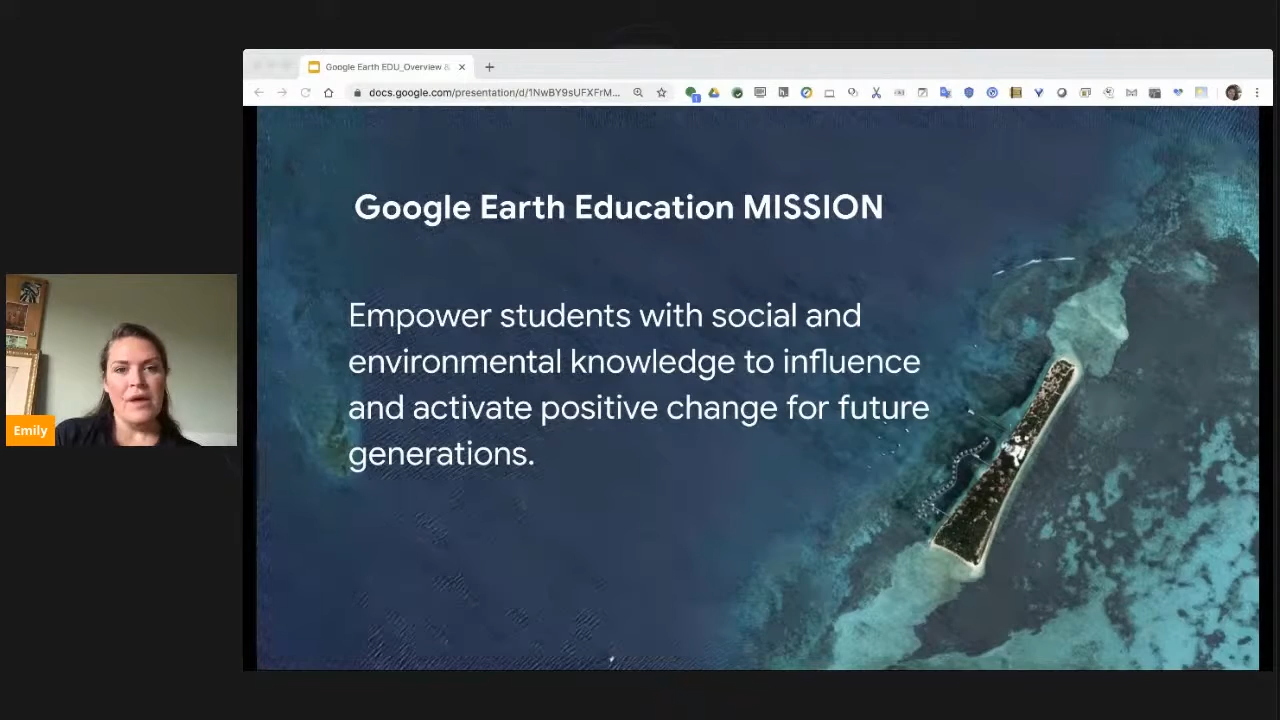 Google Earth EDU_Overview &
docs.google.com/presentation/d/1NwBY9sUFXFrM...
Google Earth Education MISSION
Empower students with social and
environmental knowledge to influence
and activate positive change for future
generations.
Emily